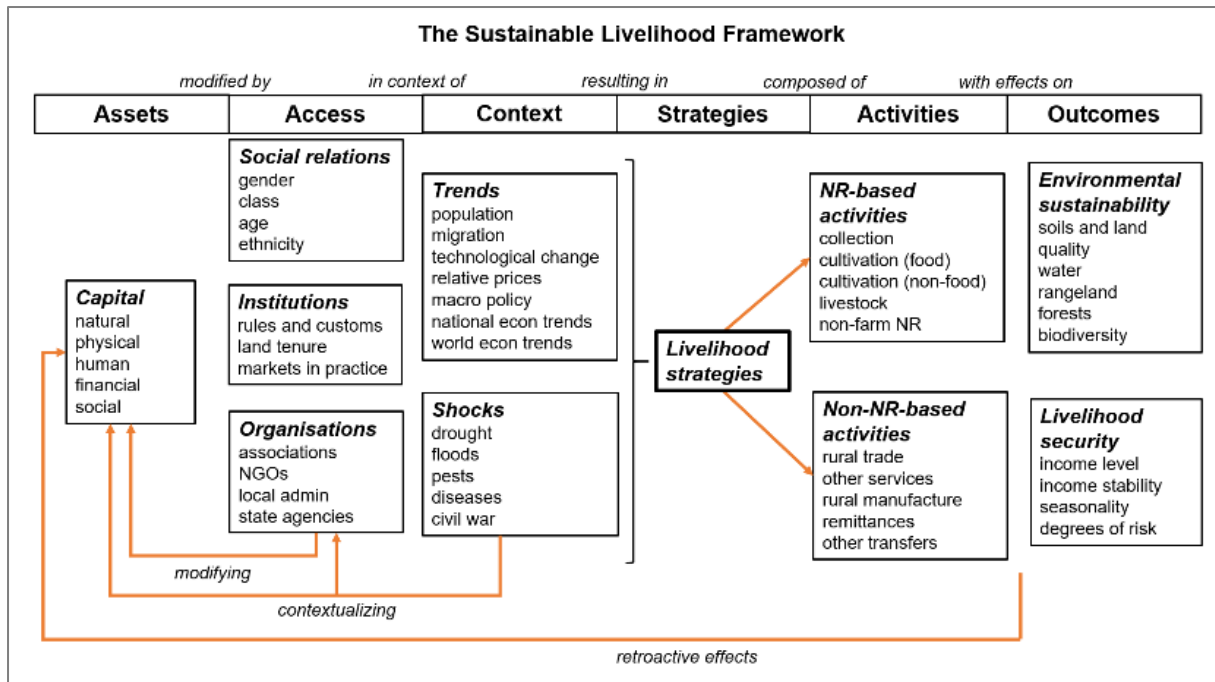 The Sustainable Livelihood Framework
modified by
in context of
resulting in
composed of
with effects on
Assets
Access
Context
Strategies
Activities
Outcomes
Capital
natural
physical
human
financial
social
Social relations
gender
class
age
ethnicity
Institutions
rules and customs
land tenure
markets in practice
Organisations
associations
NGOs
local admin
state agencies
Trends
population
migration
technological change
relative prices
macro policy
national econ trends
world econ trends
Shocks
drought
floods
pests
diseases
civil war
Livelihood
strategies
NR-based
activities
collection
cultivation (food)
cultivation (non-food)
livestock
non-farm NR
Non-NR-based
activities
rural trade
other services
rural manufacture
remittances
other transfers
Environmental
sustainability
soils and land
quality
water
rangeland
forests
biodiversity
Livelihood
security
income level
income stability
seasonality
degrees of risk
modifying
contextualizing
retroactive effects